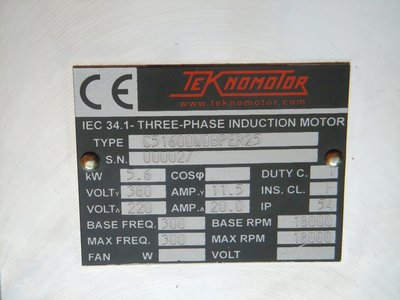 CE TEKNOMOTOR
www.teknomotor.com
IEC 34.1- THREE-PHASE INDUCTION MOTOR
TYPE
S.N. 000027
kW 5.6 COSφ DUTY C. 1
VOLTY 380 AMP.Y 11.5 INS. CL. F
VOLTΔ 220 AMP.Δ 20.0 IP 54
BASE FREQ. 300 BASE RPM 18000
MAX FREQ. 300 MAX RPM 18000
FAN W VOLT